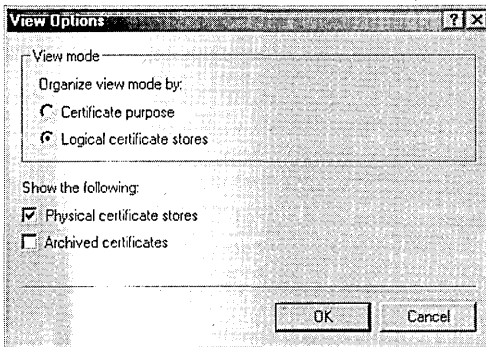 View Options
View mode
Organize view mode by:
Certificate purpose
Logical certificate stores
Show the following:
Physical certificate stores
Archived certificates
OK Cancel